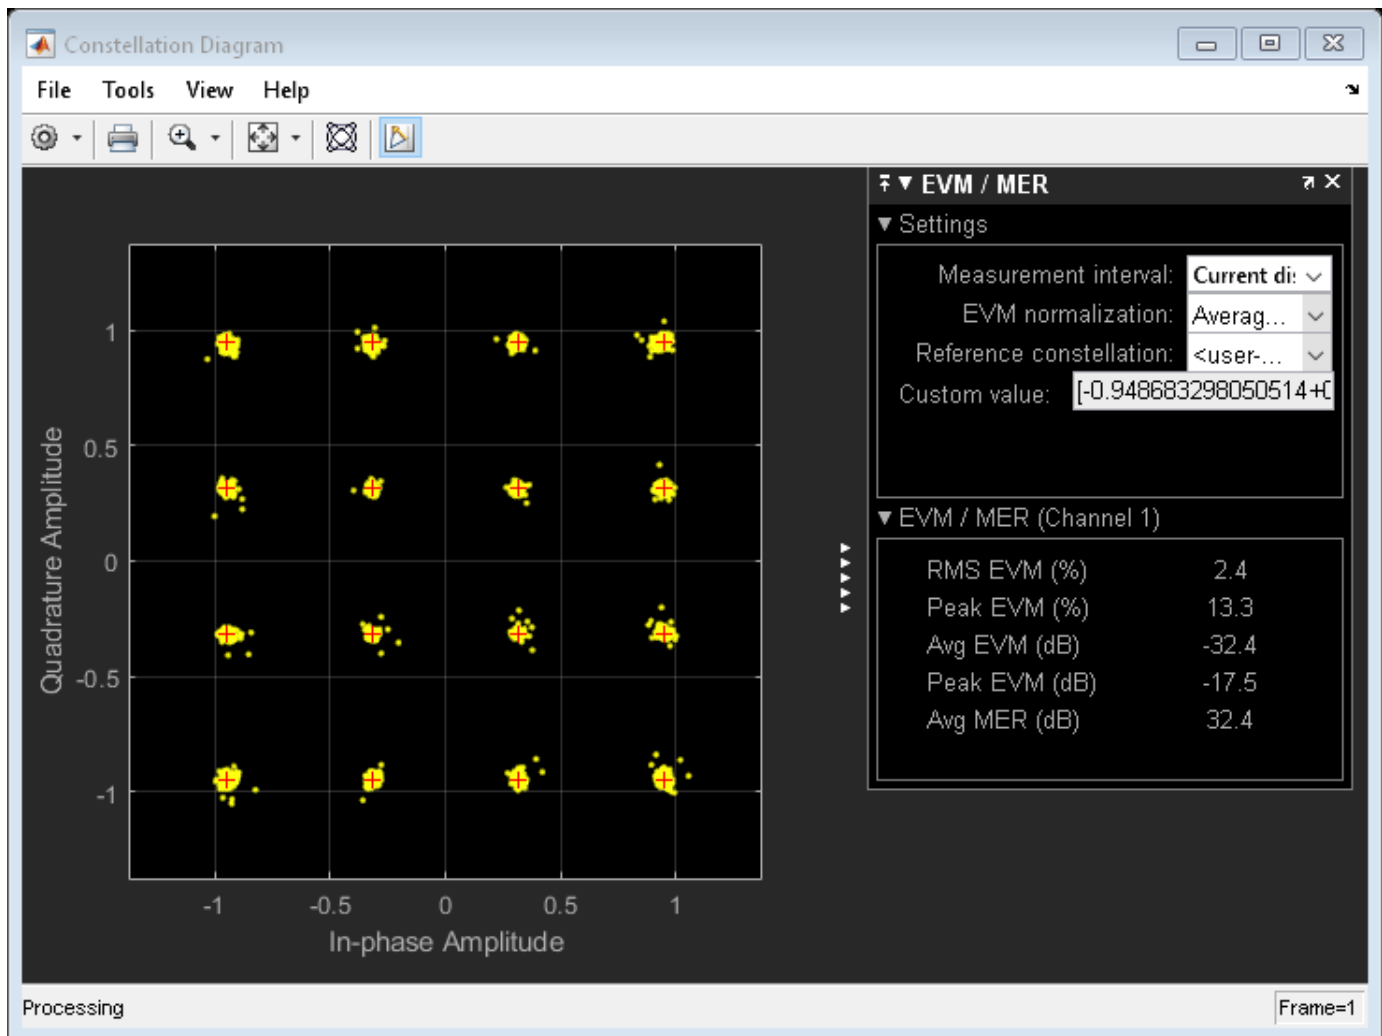 Constellation Diagram
File Tools View Help
EVM / MER
Settings
Measurement interval: Current di:
EVM normalization: Averag...
Reference constellation: <user-...
Custom value: [-0.948683298050514+0
EVM / MER (Channel 1)
RMS EVM (%) 2.4
Peak EVM (%) 13.3
Avg EVM (dB) -32.4
Peak EVM (dB) -17.5
Avg MER (dB) 32.4
Quadrature Amplitude
1
0.5
0
-0.5
-1
-1 -0.5 0 0.5 1
In-phase Amplitude
Processing Frame=1